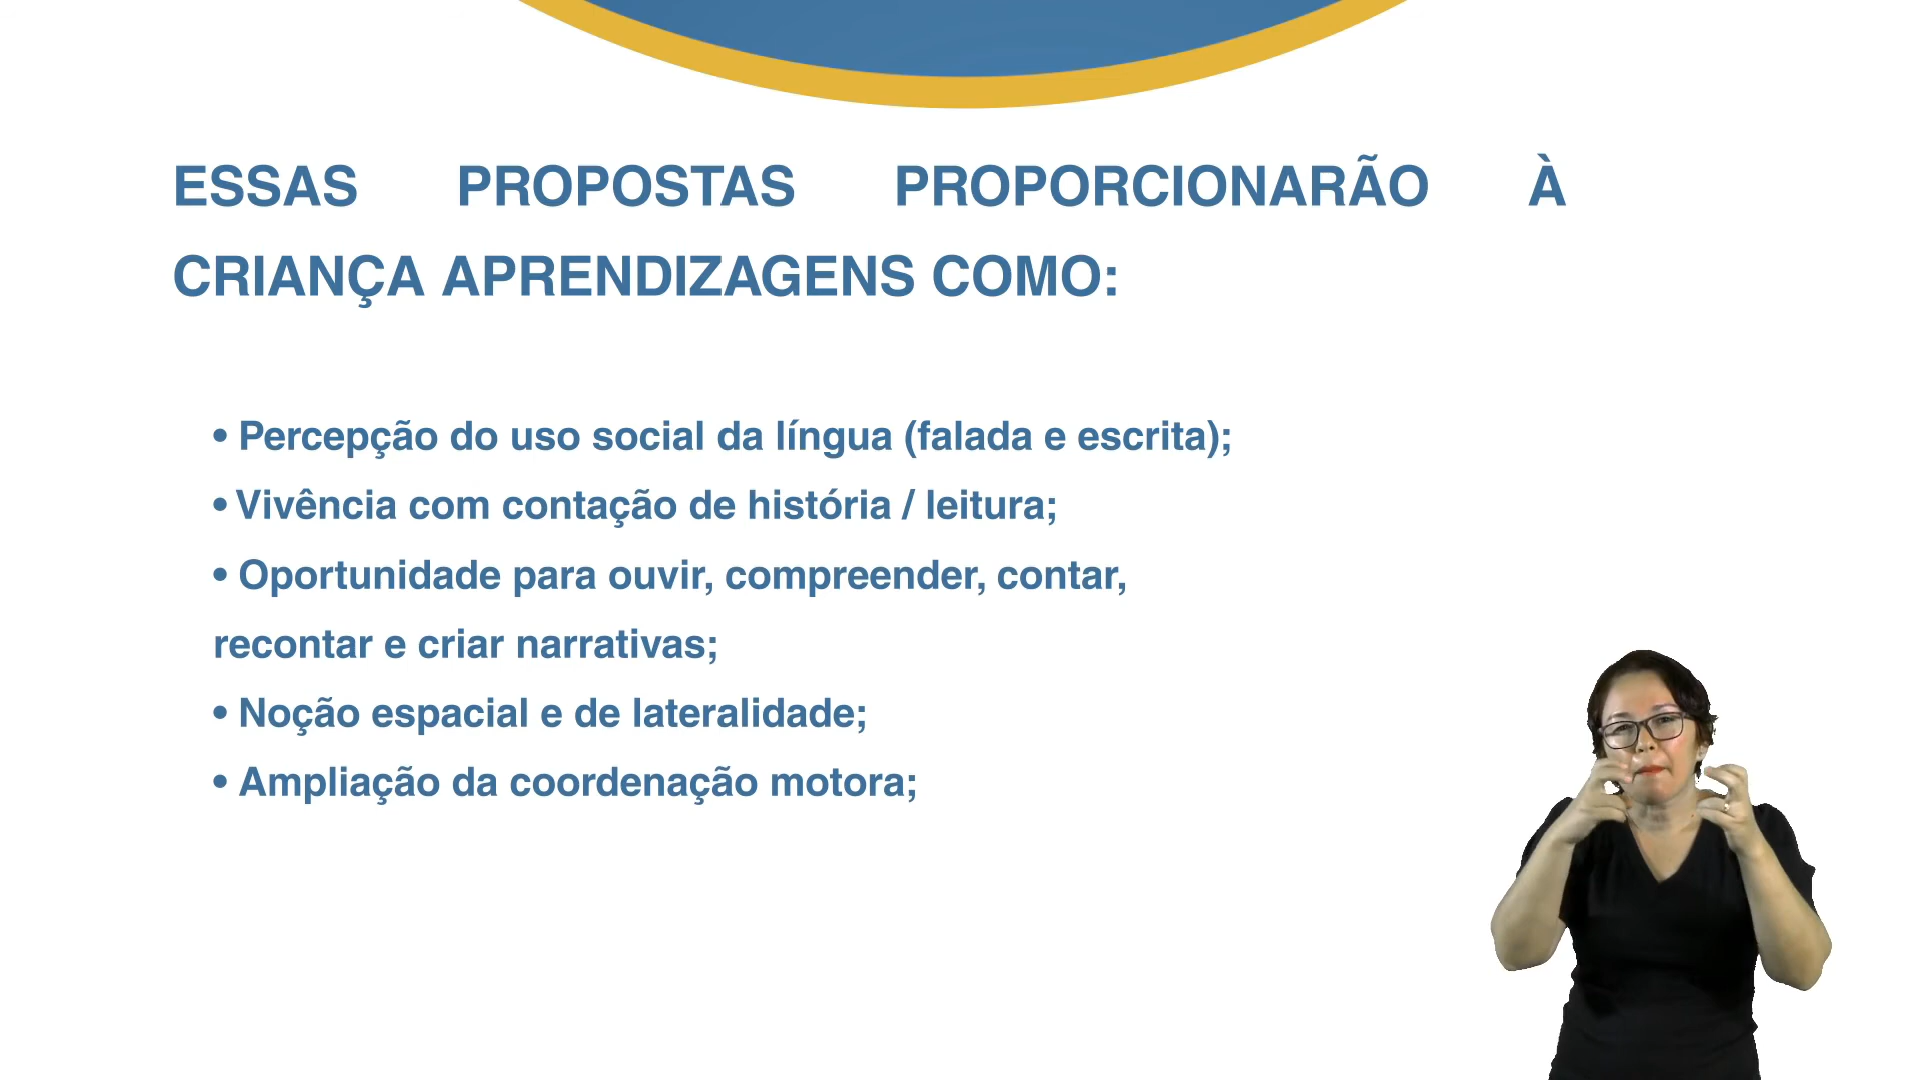 ESSAS PROPOSTAS PROPORCIONARÃO À
CRIANÇA APRENDIZAGENS COMO:
• Percepção do uso social da língua (falada e escrita);
• Vivência com contação de história / leitura;
• Oportunidade para ouvir, compreender, contar,
recontar e criar narrativas;
• Noção espacial e de lateralidade;
• Ampliação da coordenação motora;